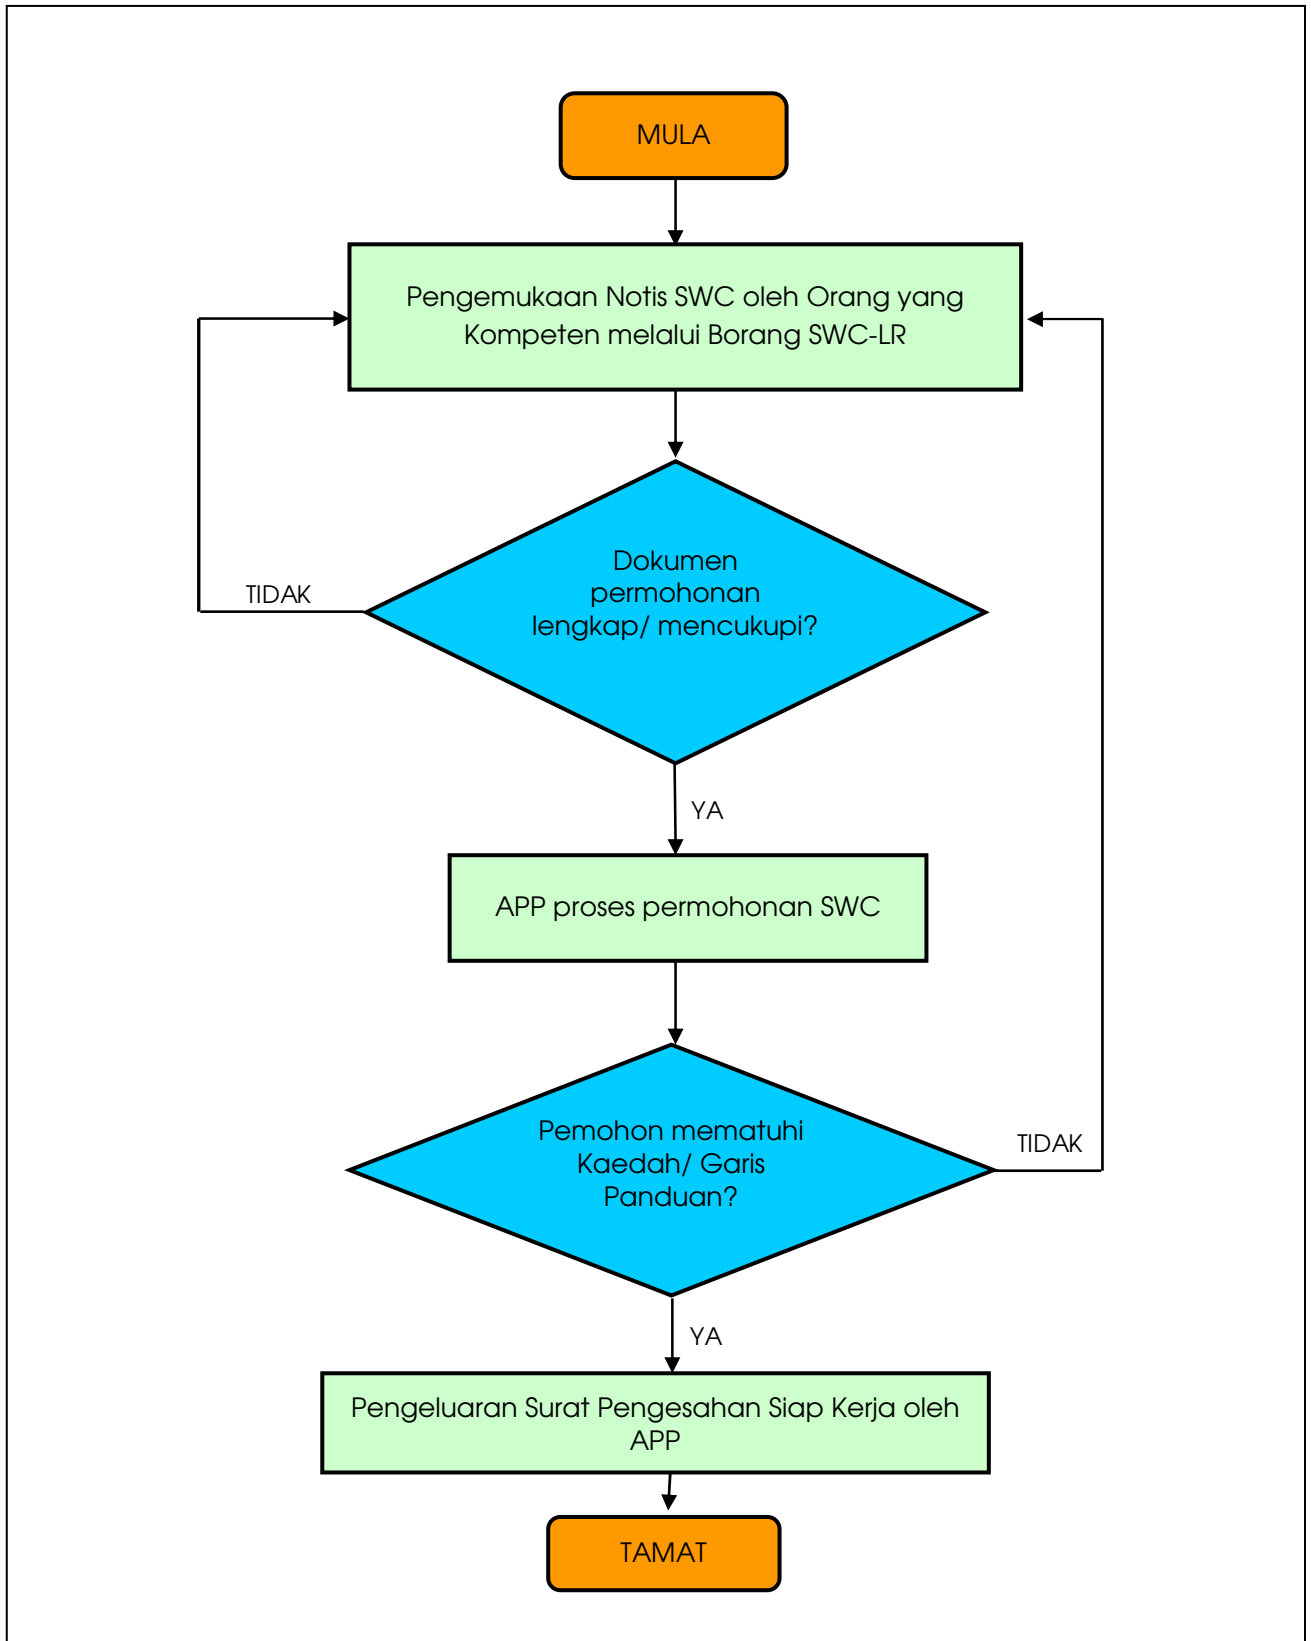 MULA
Pengemukaan Notis SWC oleh Orang yang
Kompeten melalui Borang SWC-LR
Dokumen
permohonan
lengkap/ mencukupi?
TIDAK
YA
APP proses permohonan SWC
Pemohon mematuhi
Kaedah/ Garis
Panduan?
TIDAK
YA
Pengeluaran Surat Pengesahan Siap Kerja oleh
APP
TAMAT